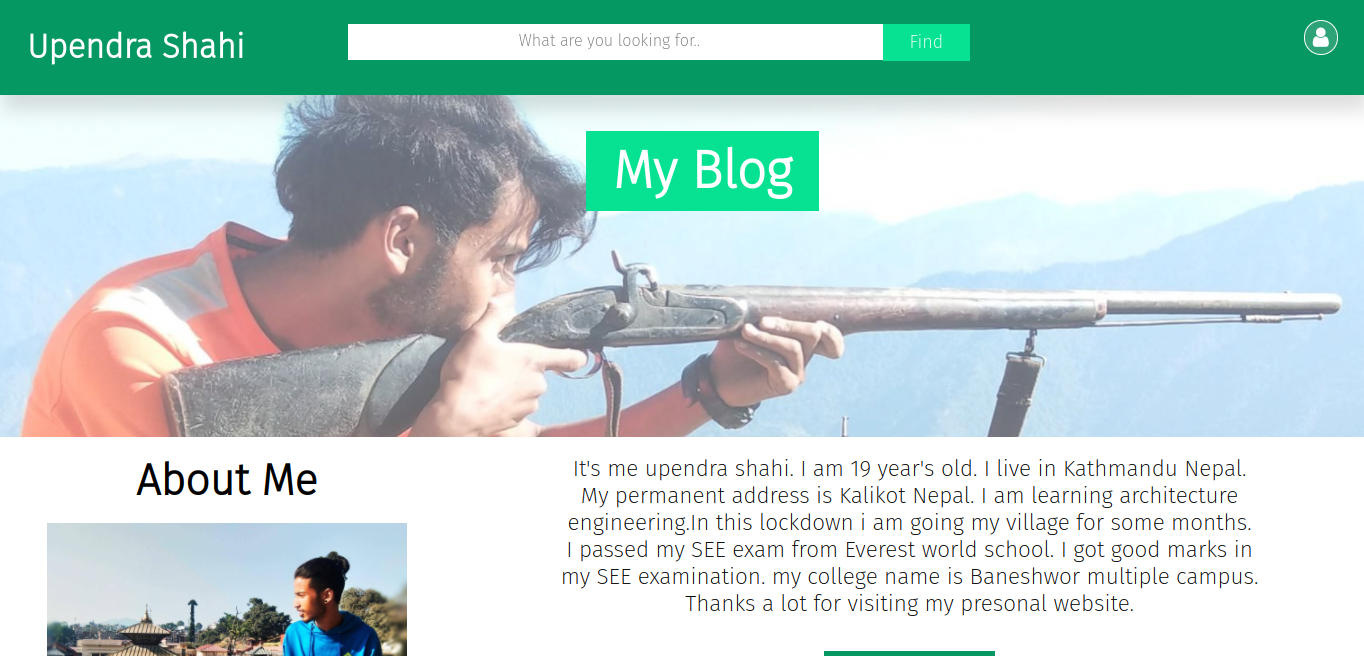 Upendra Shahi
What are you looking for..
Find
My Blog
About Me
It's me upendra shahi. I am 19 year's old. I live in Kathmandu Nepal.
My permanent address is Kalikot Nepal. I am learning architecture
engineering.In this lockdown i am going my village for some months.
I passed my SEE exam from Everest world school. I got good marks in
my SEE examination. my college name is Baneshwor multiple campus.
Thanks a lot for visiting my presonal website.